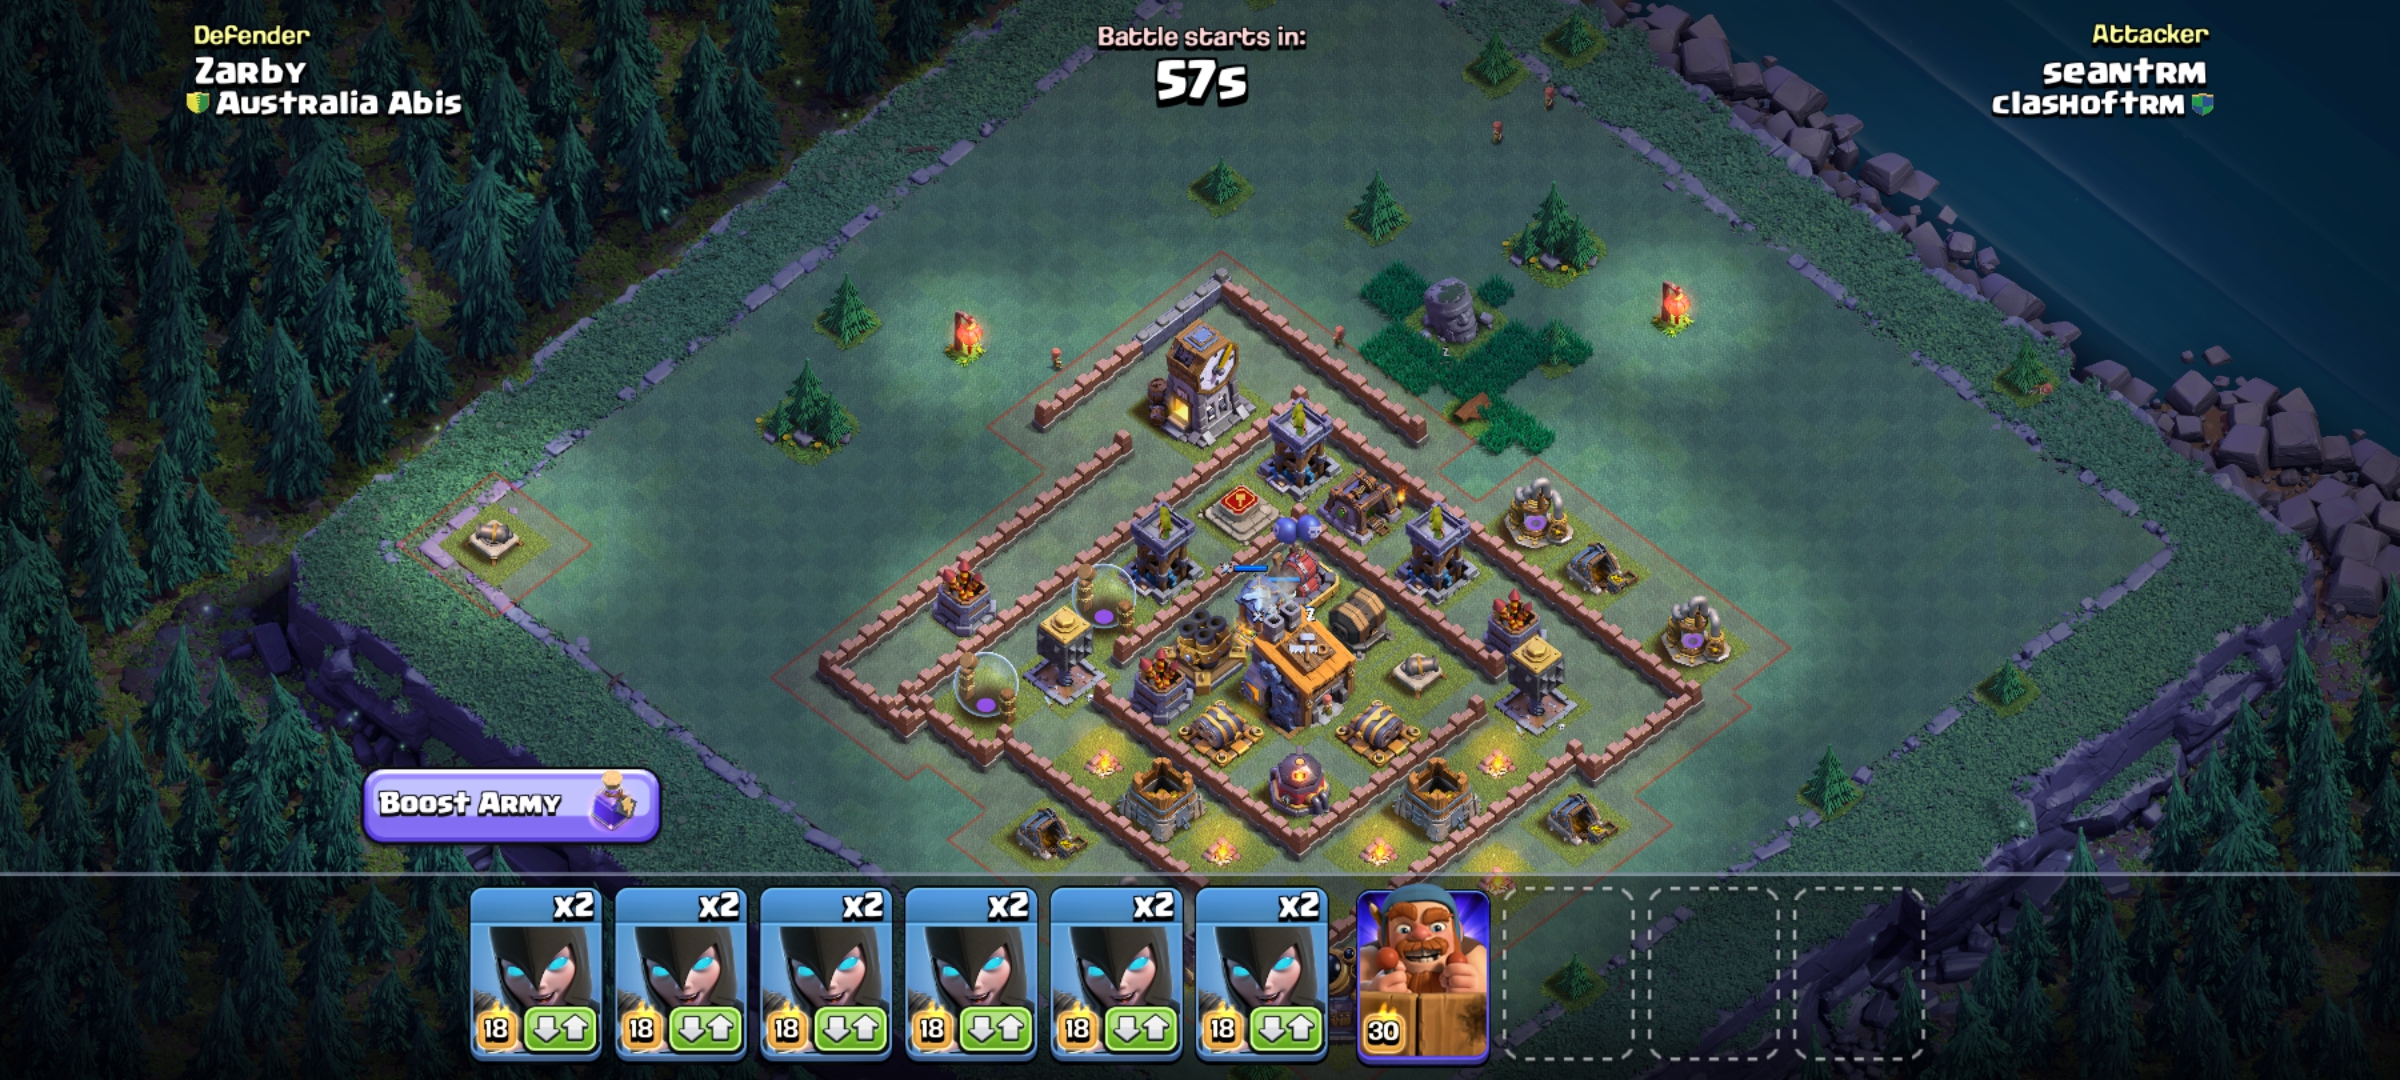 Defender
Zarby
Australia Abis
Battle starts in:
57s
Attacker
seantrm
clashoftrm
z
z
Boost Army
x2
x2
x2
x2
x2
x2
18
18
18
18
18
18
30